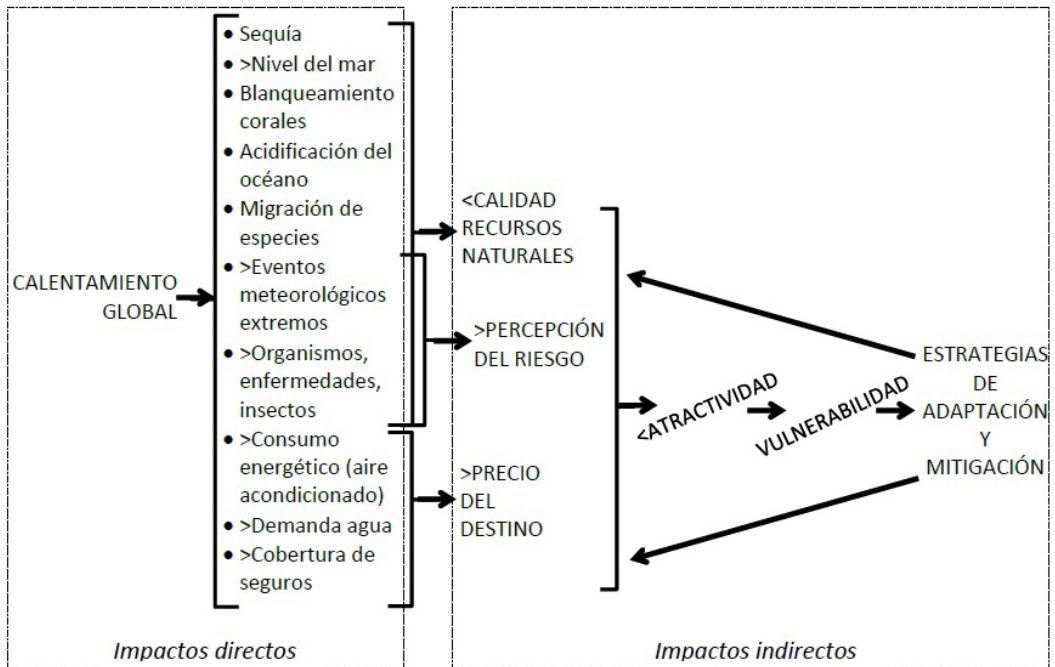 CALENTAMIENTO
GLOBAL
• Sequía
• >Nivel del mar
• Blanqueamiento
corales
• Acidificación del
océano
• Migración de
especies
• >Eventos
meteorológicos
extremos
• >Organismos,
enfermedades,
insectos
• >Consumo
energético (aire
acondicionado)
• >Demanda agua
• >Cobertura de
seguros
Impactos directos
<CALIDAD
RECURSOS
NATURALES
>PERCEPCIÓN
DEL RIESGO
>PRECIO
DEL
DESTINO
<ATRACTIVIDAD
VULNERABILIDAD
ESTRATEGIAS
DE
ADAPTACIÓN
Y
MITIGACIÓN
Impactos indirectos